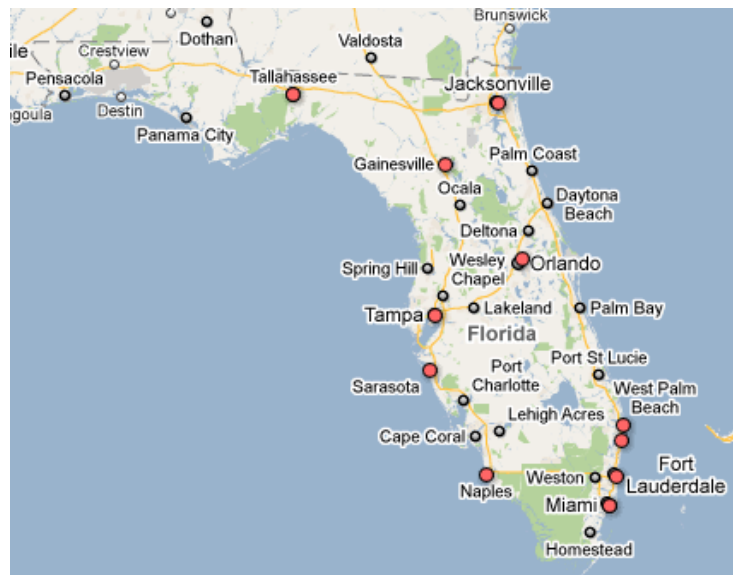 Brunswick
Dothan
Valdosta
ile
Crestview
Pensacola
Tallahassee
Jacksonville
Destin
goula
Panama City
Gainesville
Palm Coast
Ocala
Daytona
Beach
Deltona
Spring Hill
Wesley
Chapel
Orlando
Tampa
Lakeland
Palm Bay
Florida
Port St Lucie
Sarasota
Port
Charlotte
West Palm
Beach
Lehigh Acres
Cape Coral
Naples
Weston
Fort
Lauderdale
Miami
Homestead